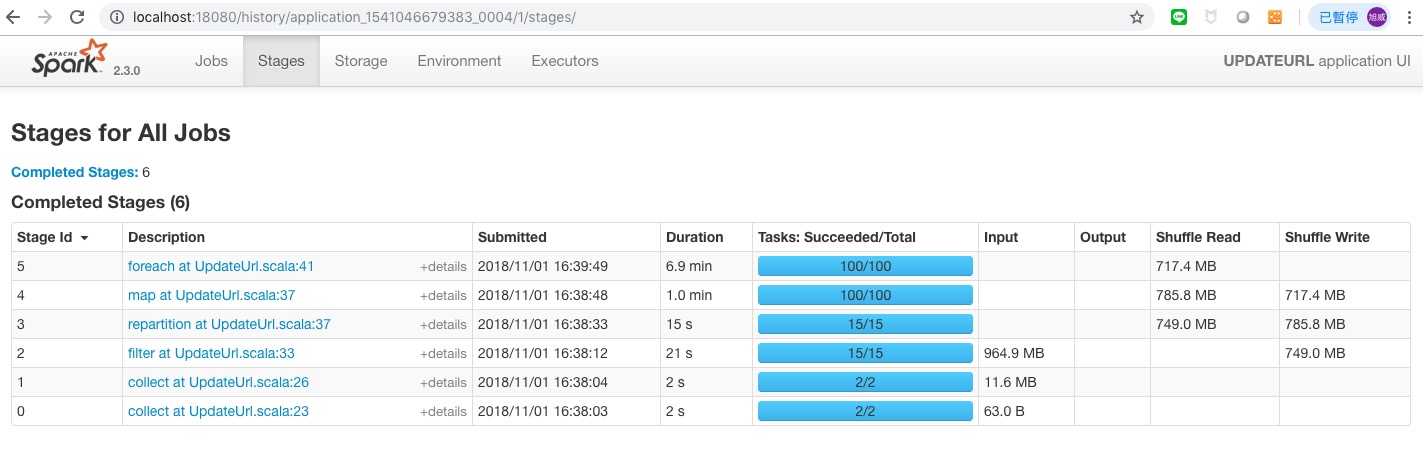 localhost:18080/history/application_1541046679383_0004/1/stages/ 已暫停 旭威
APACHE Spark 2.3.0 Jobs Stages Storage Environment Executors UPDATEURL application UI
Stages for All Jobs
Completed Stages: 6
Completed Stages (6)
Stage Id Description Submitted Duration Tasks: Succeeded/Total Input Output Shuffle Read Shuffle Write
5 foreach at UpdateUrl.scala:41 +details 2018/11/01 16:39:49 6.9 min 100/100 717.4 MB
4 map at UpdateUrl.scala:37 +details 2018/11/01 16:38:48 1.0 min 100/100 785.8 MB 717.4 MB
3 repartition at UpdateUrl.scala:37 +details 2018/11/01 16:38:33 15 s 15/15 749.0 MB 785.8 MB
2 filter at UpdateUrl.scala:33 +details 2018/11/01 16:38:12 21 s 15/15 964.9 MB 749.0 MB
1 collect at UpdateUrl.scala:26 +details 2018/11/01 16:38:04 2 s 2/2 11.6 MB
0 collect at UpdateUrl.scala:23 +details 2018/11/01 16:38:03 2 s 2/2 63.0 B